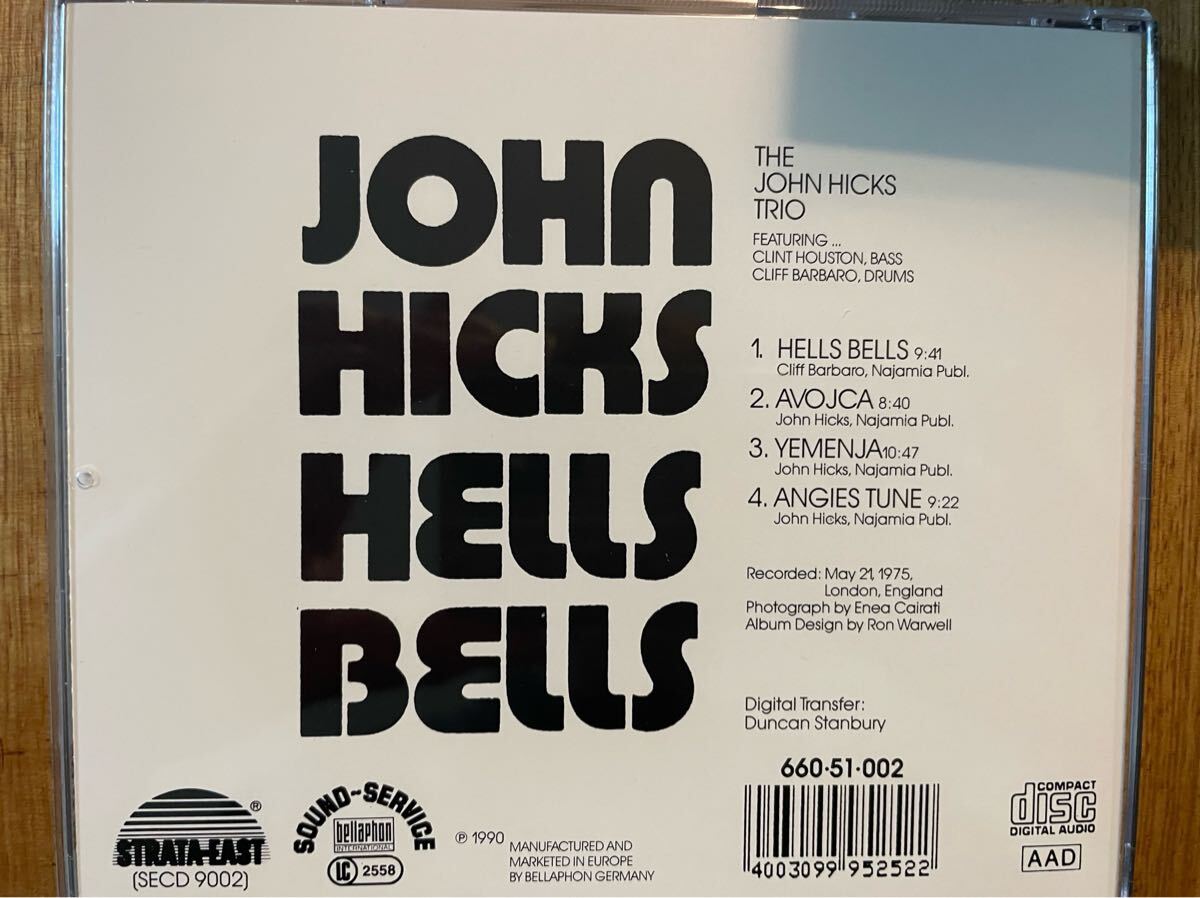 JOHN
HICKS
HELLS
BELLS
THE
JOHN HICKS
TRIO
FEATURING ...
CLINT HOUSTON, BASS
CLIFF BARBARO, DRUMS
1. HELLS BELLS 9:41
Cliff Barbaro, Najamia Publ.
2. AVOJCA 8:40
John Hicks, Najamia Publ.
3. YEMENJA 10:47
John Hicks, Najamia Publ.
4. ANGIES TUNE 9:22
John Hicks, Najamia Publ.
Recorded: May 21, 1975,
London, England
Photograph by Enea Cairati
Album Design by Ron Warwell
Digital Transfer:
Duncan Stanbury
STRATA-EAST ®
(SECD 9002)
SOUND~SERVICE
bellaphon
INTERNATIONAL
LC 2558
℗ 1990 MANUFACTURED AND
MARKETED IN EUROPE
BY BELLAPHON GERMANY
660·51·002
4003099 952522
COMPACT
disc
DIGITAL AUDIO
AAD